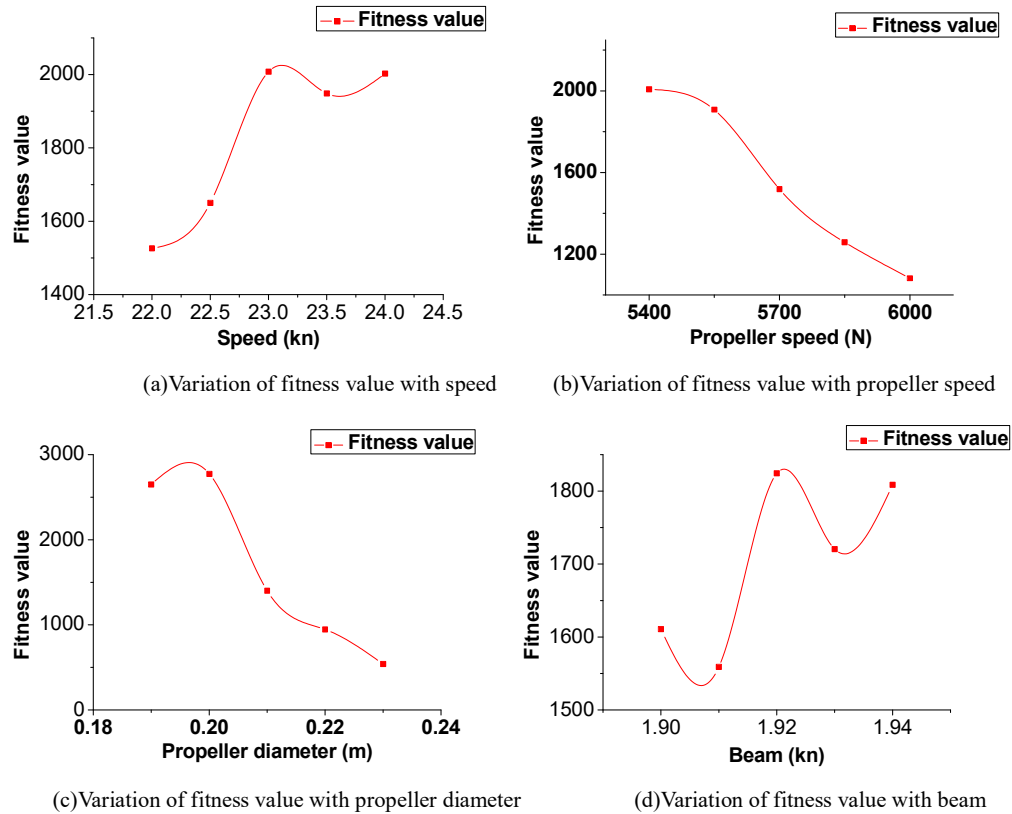 Fitness value
2000
1800
1600
1400
Fitness value
21.5 22.0 22.5 23.0 23.5 24.0 24.5
Speed (kn)
(a)Variation of fitness value with speed
Fitness value
2000
1600
1200
Fitness value
5400 5700 6000
Propeller speed (N)
(b)Variation of fitness value with propeller speed
Fitness value
3000
2000
1000
0
Fitness value
0.18 0.20 0.22 0.24
Propeller diameter (m)
(c)Variation of fitness value with propeller diameter
Fitness value
1800
1700
1600
1500
Fitness value
1.90 1.92 1.94
Beam (kn)
(d)Variation of fitness value with beam